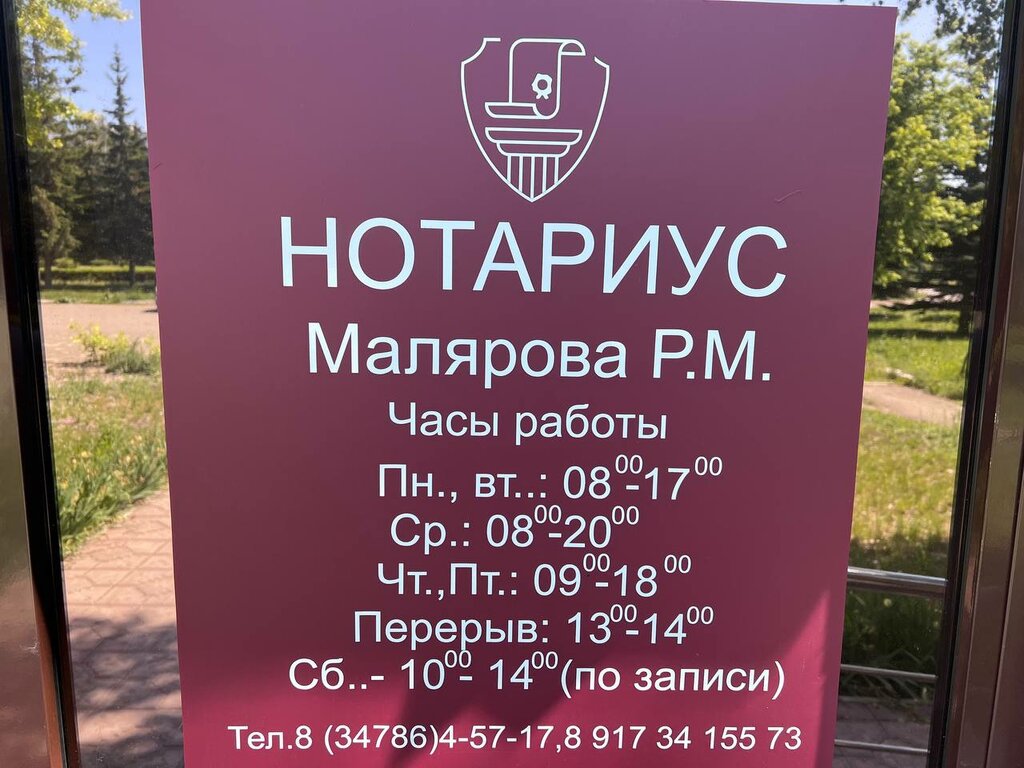 НОТАРИУС
Малярова Р.М.
Часы работы
Пн., вт..: 08⁰⁰-17⁰⁰
Ср.: 08⁰⁰-20⁰⁰
Чт.,Пт.: 09⁰⁰-18⁰⁰
Перерыв: 13⁰⁰-14⁰⁰
Сб..- 10⁰⁰- 14⁰⁰(по записи)
Тел.8 (34786)4-57-17,8 917 34 155 73